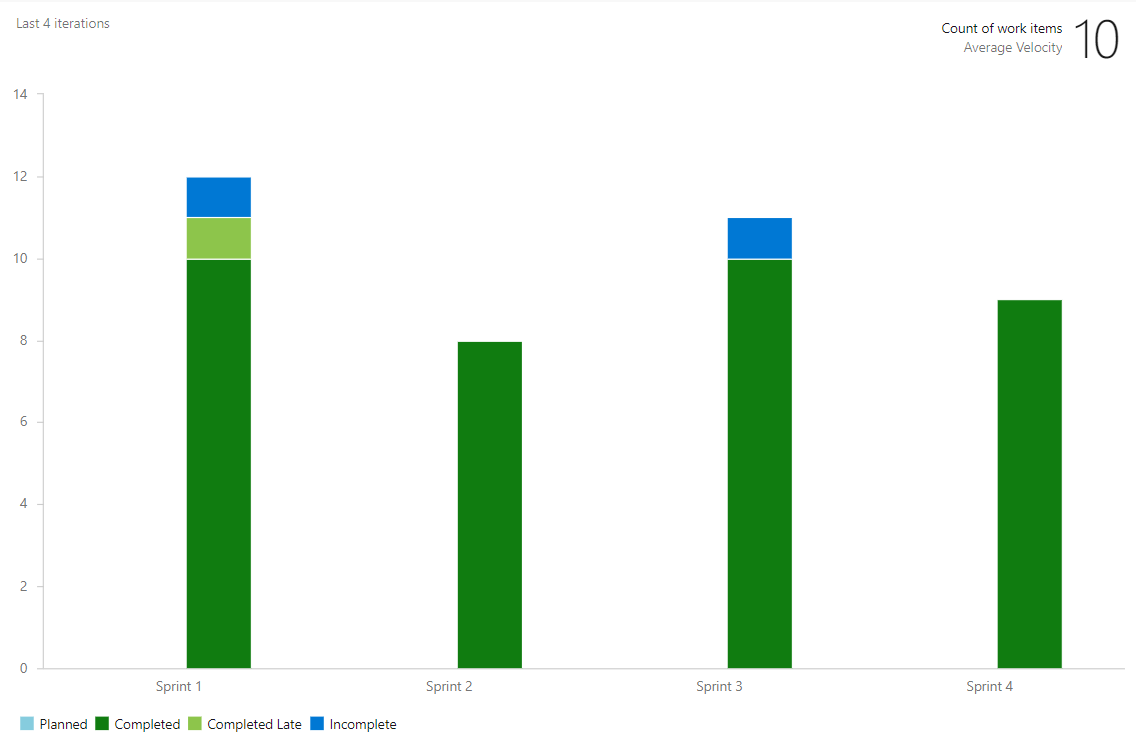 Last 4 iterations
Count of work items
Average Velocity
10
14
12
10
8
6
4
2
0
Sprint 1 Sprint 2 Sprint 3 Sprint 4
Planned Completed Completed Late Incomplete